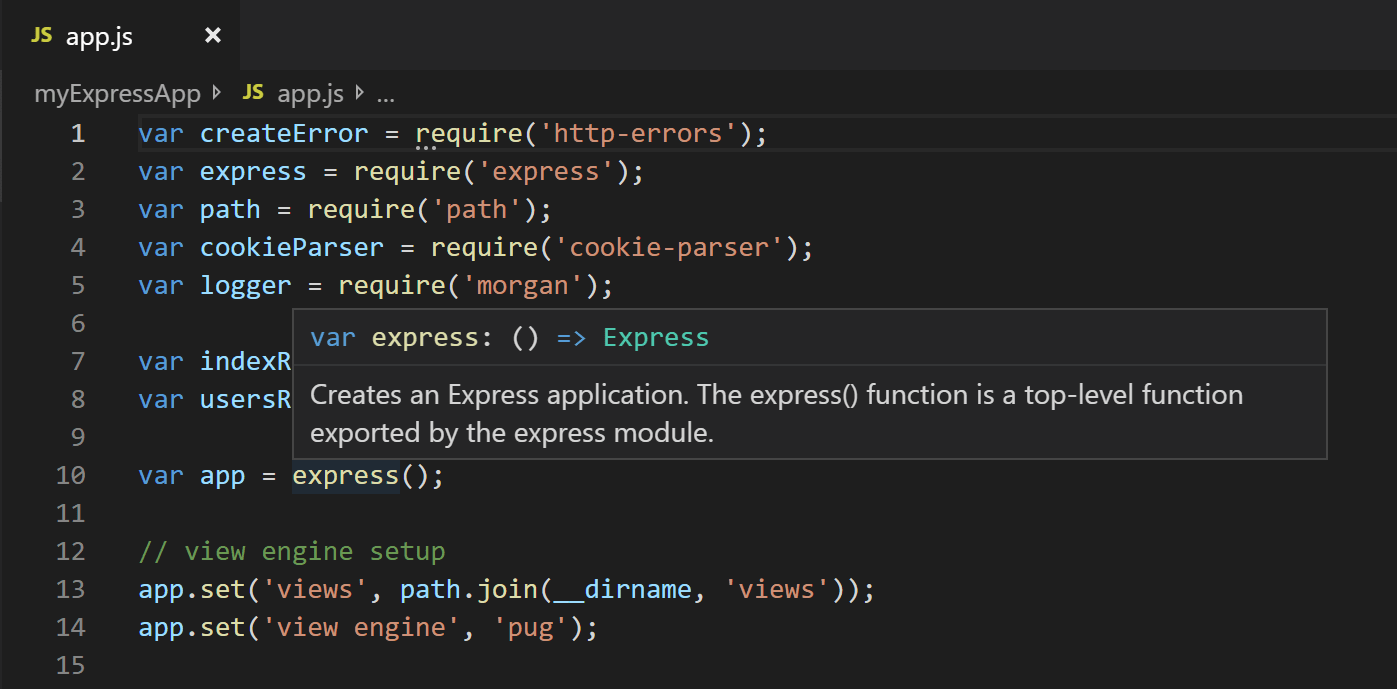 JS app.js ×
myExpressApp JS app.js ...
1 var createError = require('http-errors');
2 var express = require('express');
3 var path = require('path');
4 var cookieParser = require('cookie-parser');
5 var logger = require('morgan');
6
var express: () => Express
7 var indexR
Creates an Express application. The express() function is a top-level function
8 var usersR
exported by the express module.
9
10 var app = express();
11
12 // view engine setup
13 app.set('views', path.join(__dirname, 'views'));
14 app.set('view engine', 'pug');
15